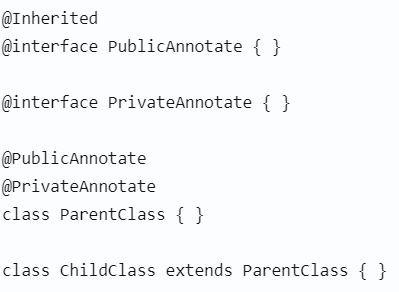 @Inherited
@interface PublicAnnotate { }
@interface PrivateAnnotate { }
@PublicAnnotate
@PrivateAnnotate
class ParentClass { }
class ChildClass extends ParentClass { }